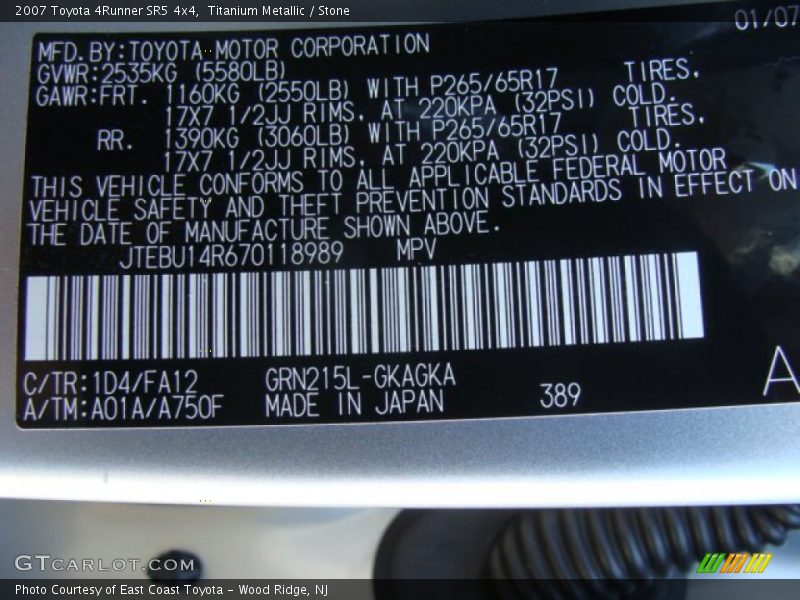 2007 Toyota 4Runner SR5 4x4, Titanium Metallic / Stone
01/07
MFD.BY:TOYOTA MOTOR CORPORATION
GVWR:2535KG (5580LB)
GAWR:FRT. 1160KG (2550LB) WITH P265/65R17 TIRES,
17X7 1/2JJ RIMS, AT 220KPA (32PSI) COLD.
RR. 1390KG (3060LB) WITH P265/65R17 TIRES,
17X7 1/2JJ RIMS, AT 220KPA (32PSI) COLD.
THIS VEHICLE CONFORMS TO ALL APPLICABLE FEDERAL MOTOR
VEHICLE SAFETY AND THEFT PREVENTION STANDARDS IN EFFECT ON
THE DATE OF MANUFACTURE SHOWN ABOVE.
JTEBU14R670118989 MPV
C/TR:1D4/FA12 GRN215L-GKAGKA
A/TM:A01A/A750F MADE IN JAPAN 389
A
GTCARLOT.COM
Photo Courtesy of East Coast Toyota - Wood Ridge, NJ